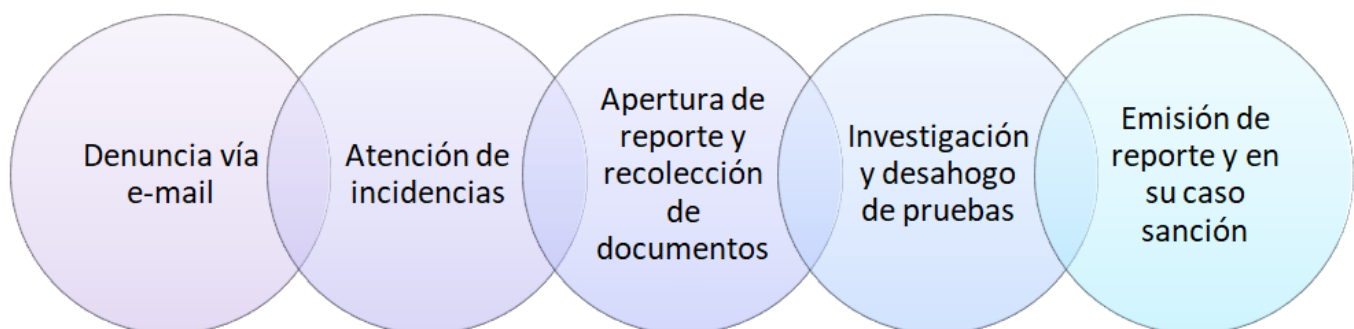 Denuncia vía
e-mail
Atención de
incidencias
Apertura de
reporte y
recolección
de
documentos
Investigación
y desahogo
de pruebas
Emisión de
reporte y en
su caso
sanción